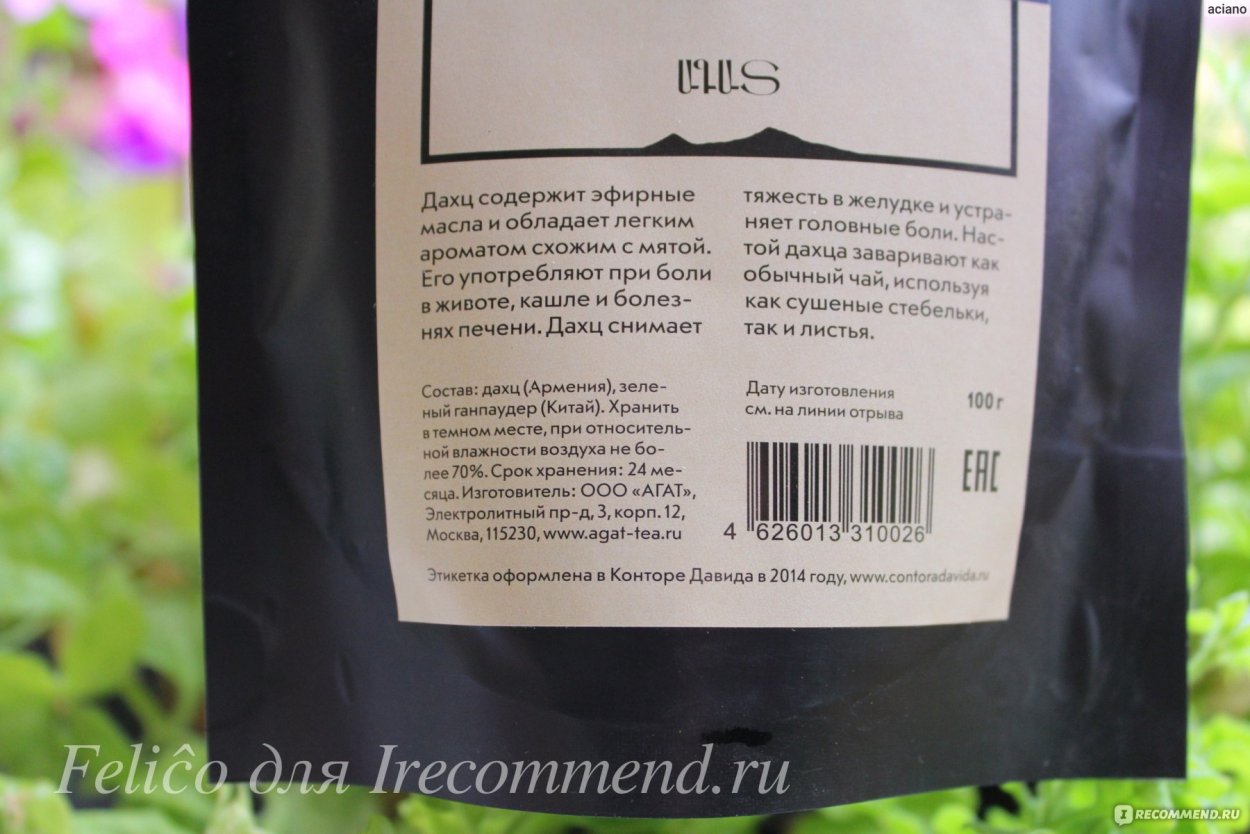 aciano
ԱԳԱՏ
Дахц содержит эфирные
масла и обладает легким
ароматом схожим с мятой.
Его употребляют при боли
в животе, кашле и болез-
нях печени. Дахц снимает
тяжесть в желудке и устра-
няет головные боли. Нас-
той дахца заваривают как
обычный чай, используя
как сушеные стебельки,
так и листья.
Состав: дахц (Армения), зеле-
ный ганпаудер (Китай). Хранить
в темном месте, при относитель-
ной влажности воздуха не бо-
лее 70%. Срок хранения: 24 ме-
сяца. Изготовитель: ООО «АГАТ»,
Электролитный пр-д, 3, корп. 12,
Москва, 115230, www.agat-tea.ru
Дату изготовления
см. на линии отрыва
100 г
EAC
4 626013 310026
Этикетка оформлена в Конторе Давида в 2014 году, www.contoradavida.ru
Feliĉo для Irecommend.ru
I RECOMMEND.RU